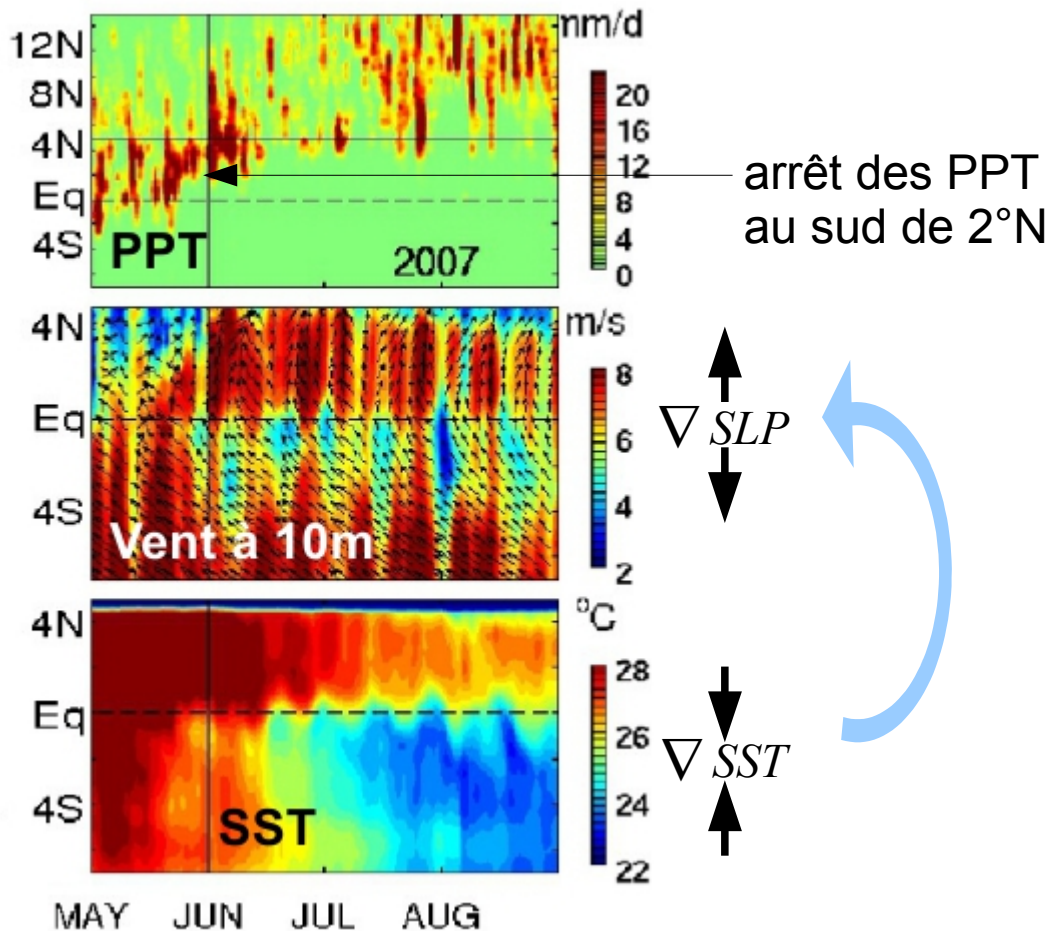 mm/d
12N
8N
4N
Eq
4S
20
16
12
8
4
0
PPT
2007
arrêt des PPT
au sud de 2°N
m/s
4N
Eq
4S
8
6
4
2
Vent à 10m
∇ SLP
°C
4N
Eq
4S
28
26
24
22
SST
∇ SST
MAY JUN JUL AUG